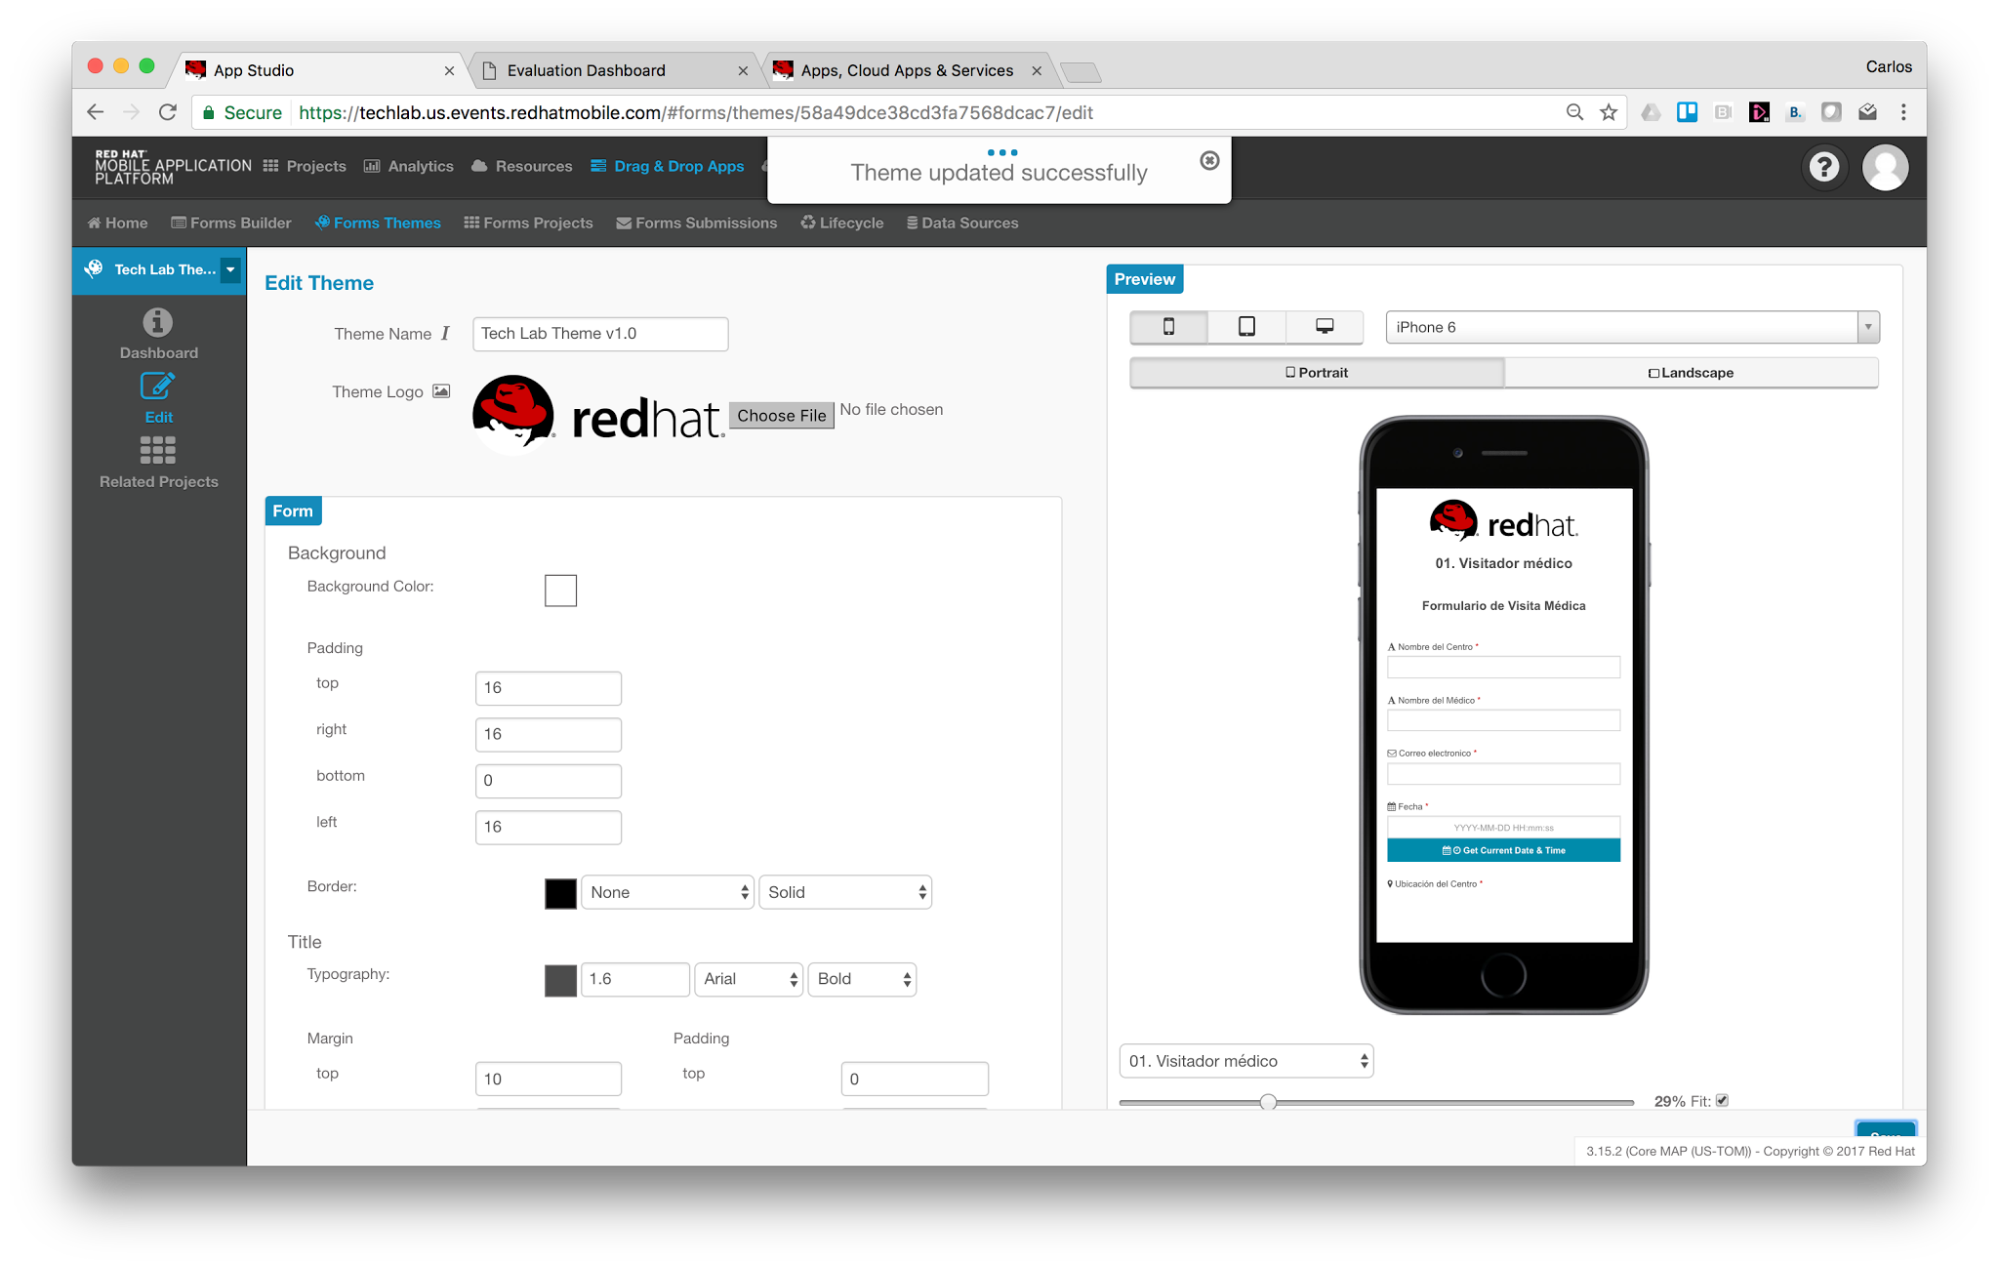 App Studio
Evaluation Dashboard
Apps, Cloud Apps & Services
Carlos
Secure https://techlab.us.events.redhatmobile.com/#forms/themes/58a49dce38cd3fa7568dcac7/edit
B.
RED HAT
MOBILE APPLICATION
PLATFORM
Projects Analytics Resources Drag & Drop Apps
Theme updated successfully
?
Home Forms Builder Forms Themes Forms Projects Forms Submissions Lifecycle Data Sources
Tech Lab The...
Dashboard
Edit
Related Projects
Edit Theme
Theme Name Tech Lab Theme v1.0
Theme Logo redhat. Choose File No file chosen
Form
Background
Background Color:
Padding
top 16
right 16
bottom 0
left 16
Border: None Solid
Title
Typography: 1.6 Arial Bold
Margin Padding
top 10 top 0
Preview
iPhone 6
Portrait Landscape
redhat.
01. Visitador médico
Formulario de Visita Médica
A Nombre del Centro *
A Nombre del Médico *
Correo electronico *
Fecha *
YYYY-MM-DD HH:mm:ss
Get Current Date & Time
Ubicación del Centro *
01. Visitador médico
29% Fit:
3.15.2 (Core MAP (US-TOM)) - Copyright © 2017 Red Hat